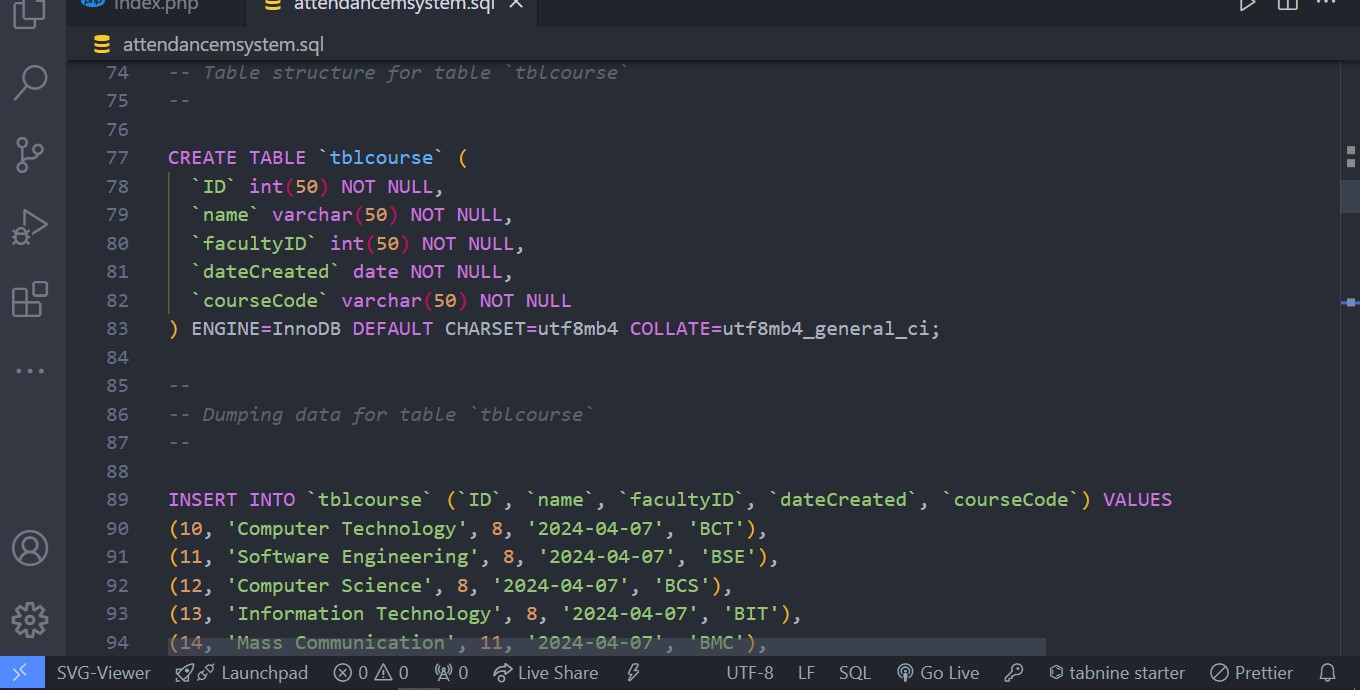 index.php
attendancemsystem.sql
attendancemsystem.sql
74 -- Table structure for table `tblcourse`
75 --
76
77 CREATE TABLE `tblcourse` (
78 `ID` int(50) NOT NULL,
79 `name` varchar(50) NOT NULL,
80 `facultyID` int(50) NOT NULL,
81 `dateCreated` date NOT NULL,
82 `courseCode` varchar(50) NOT NULL
83 ) ENGINE=InnoDB DEFAULT CHARSET=utf8mb4 COLLATE=utf8mb4_general_ci;
84
85 --
86 -- Dumping data for table `tblcourse`
87 --
88
89 INSERT INTO `tblcourse` (`ID`, `name`, `facultyID`, `dateCreated`, `courseCode`) VALUES
90 (10, 'Computer Technology', 8, '2024-04-07', 'BCT'),
91 (11, 'Software Engineering', 8, '2024-04-07', 'BSE'),
92 (12, 'Computer Science', 8, '2024-04-07', 'BCS'),
93 (13, 'Information Technology', 8, '2024-04-07', 'BIT'),
94 (14, 'Mass Communication', 11, '2024-04-07', 'BMC'),
SVG-Viewer Launchpad 0 0 0 Live Share UTF-8 LF SQL Go Live tabnine starter Prettier